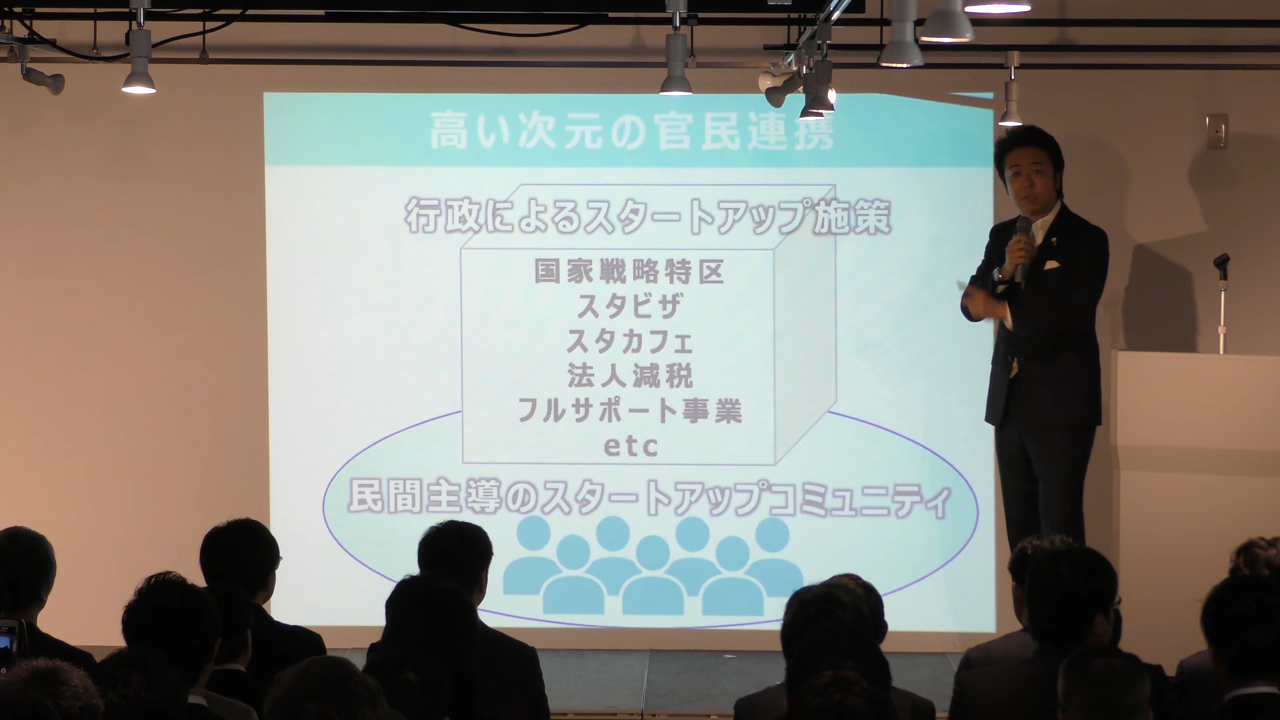 高い次元の官民連携
行政によるスタートアップ施策
国家戦略特区
スタビザ
スタカフェ
法人減税
フルサポート事業
etc
民間主導のスタートアップコミュニティ